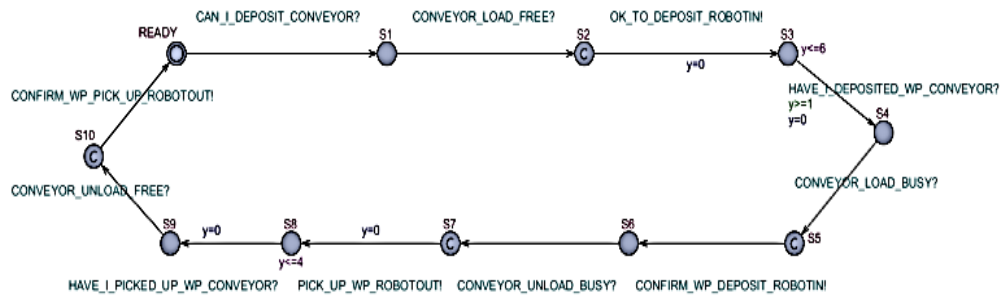 CAN_I_DEPOSIT_CONVEYOR?
CONVEYOR_LOAD_FREE?
OK_TO_DEPOSIT_ROBOTIN!
READY
S1
S2
S3
C
y<=6
y=0
HAVE_I_DEPOSITED_WP_CONVEYOR?
y>=1
y=0
S4
CONFIRM_WP_PICK_UP_ROBOTOUT!
S10
C
CONVEYOR_UNLOAD_FREE?
CONVEYOR_LOAD_BUSY?
S9
y=0
S8
y=0
S7
S6
C
C
S5
y<=4
HAVE_I_PICKED_UP_WP_CONVEYOR?
PICK_UP_WP_ROBOTOUT!
CONVEYOR_UNLOAD_BUSY?
CONFIRM_WP_DEPOSIT_ROBOTIN!